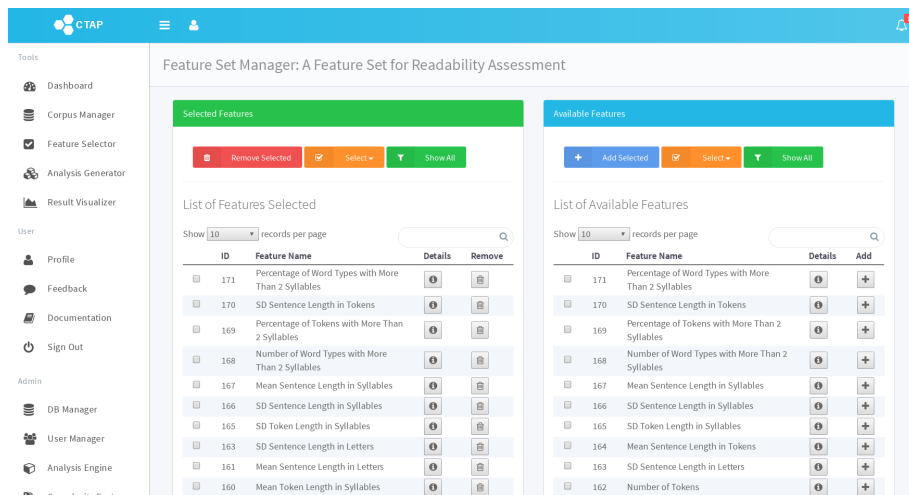 CTAP
Tools
Dashboard
Corpus Manager
Feature Selector
Analysis Generator
Result Visualizer
User
Profile
Feedback
Documentation
Sign Out
Admin
DB Manager
User Manager
Analysis Engine
Feature Set Manager: A Feature Set for Readability Assessment
Selected Features
Remove Selected Select Show All
List of Features Selected
Show 10 records per page
ID Feature Name Details Remove
171 Percentage of Word Types with More
Than 2 Syllables
170 SD Sentence Length in Tokens
169 Percentage of Tokens with More Than
2 Syllables
168 Number of Word Types with More
Than 2 Syllables
167 Mean Sentence Length in Syllables
166 SD Sentence Length in Syllables
165 SD Token Length in Syllables
163 SD Sentence Length in Letters
161 Mean Sentence Length in Letters
160 Mean Token Length in Syllables
Available Features
Add Selected Select Show All
List of Available Features
Show 10 records per page
ID Feature Name Details Add
171 Percentage of Word Types with More
Than 2 Syllables
170 SD Sentence Length in Tokens
169 Percentage of Tokens with More Than 2
Syllables
168 Number of Word Types with More Than 2
Syllables
167 Mean Sentence Length in Syllables
166 SD Sentence Length in Syllables
165 SD Token Length in Syllables
164 Mean Sentence Length in Tokens
163 SD Sentence Length in Letters
162 Number of Tokens